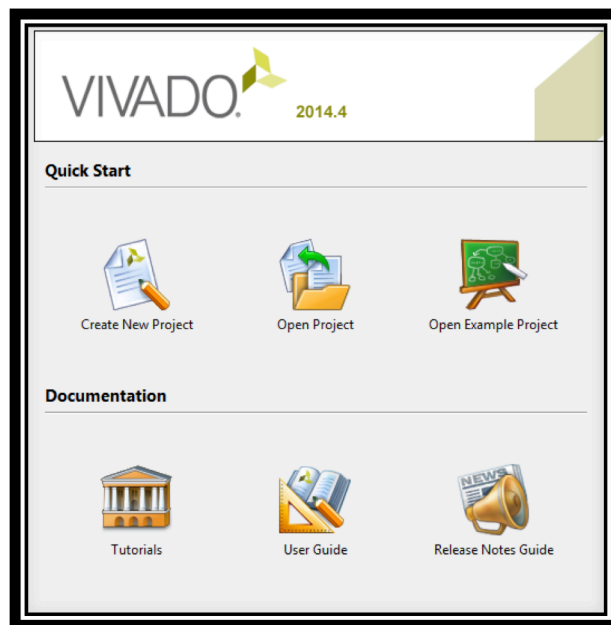 VIVADO.
2014.4
Quick Start
Create New Project
Open Project
Open Example Project
Documentation
NEWS
Tutorials
User Guide
Release Notes Guide